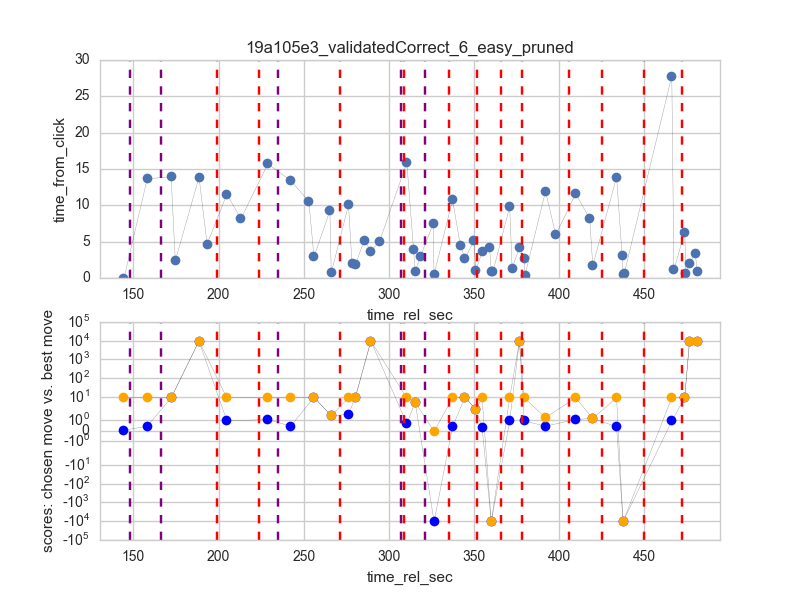 19a105e3_validatedCorrect_6_easy_pruned
30
25
20
15
10
5
0
time_from_click
150 200 250 300 350 400 450
time_rel_sec
10^5
10^4
10^3
10^2
10^1
10^0
0
-10^0
-10^1
-10^2
-10^3
-10^4
-10^5
scores: chosen move vs. best move
150 200 250 300 350 400 450
time_rel_sec